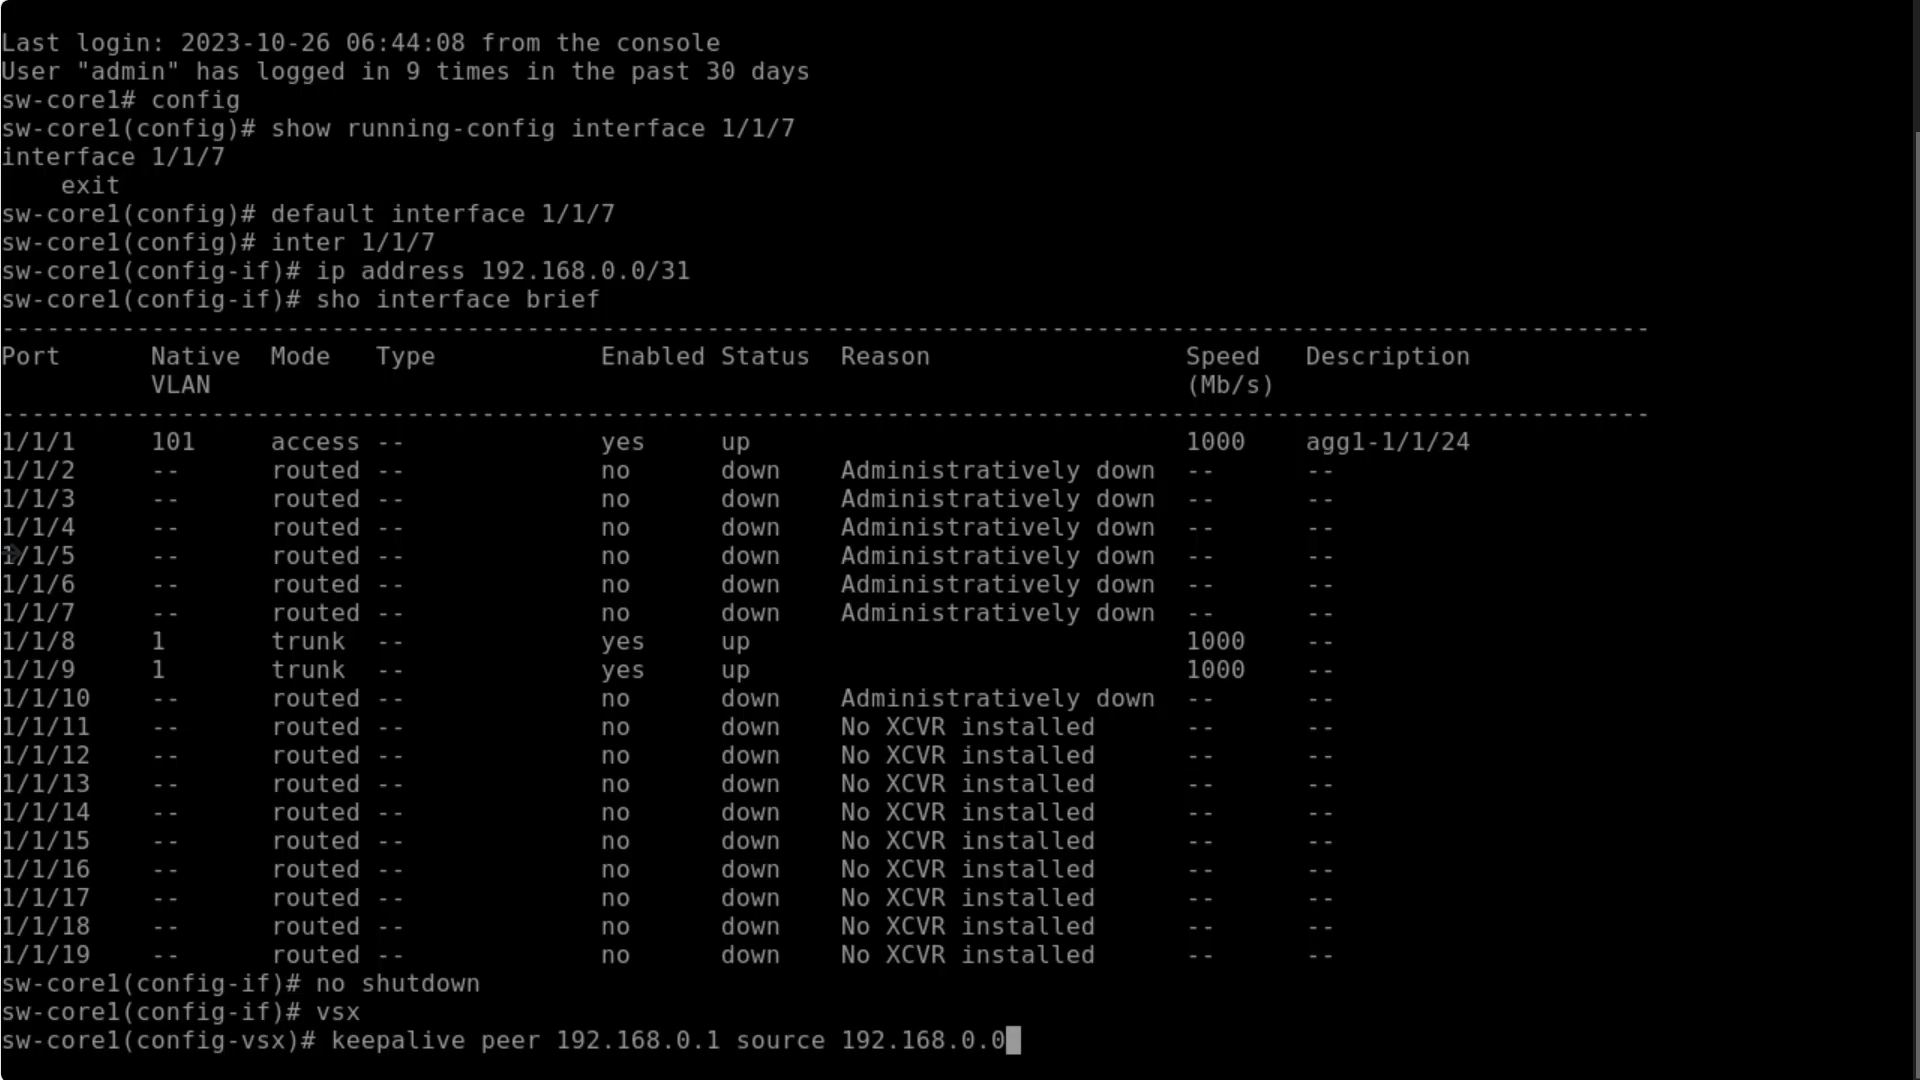 Last login: 2023-10-26 06:44:08 from the console
User "admin" has logged in 9 times in the past 30 days
sw-core1# config
sw-core1(config)# show running-config interface 1/1/7
interface 1/1/7
    exit
sw-core1(config)# default interface 1/1/7
sw-core1(config)# inter 1/1/7
sw-core1(config-if)# ip address 192.168.0.0/31
sw-core1(config-if)# sho interface brief
--------------------------------------------------------------------------------------------------------------
Port      Native  Mode   Type           Enabled Status  Reason                 Speed   Description
          VLAN                                                                 (Mb/s)
--------------------------------------------------------------------------------------------------------------
1/1/1     101     access --             yes     up                             1000    agg1-1/1/24
1/1/2     --      routed --             no      down    Administratively down  --      --
1/1/3     --      routed --             no      down    Administratively down  --      --
1/1/4     --      routed --             no      down    Administratively down  --      --
1/1/5     --      routed --             no      down    Administratively down  --      --
1/1/6     --      routed --             no      down    Administratively down  --      --
1/1/7     --      routed --             no      down    Administratively down  --      --
1/1/8     1       trunk  --             yes     up                             1000    --
1/1/9     1       trunk  --             yes     up                             1000    --
1/1/10    --      routed --             no      down    Administratively down  --      --
1/1/11    --      routed --             no      down    No XCVR installed      --      --
1/1/12    --      routed --             no      down    No XCVR installed      --      --
1/1/13    --      routed --             no      down    No XCVR installed      --      --
1/1/14    --      routed --             no      down    No XCVR installed      --      --
1/1/15    --      routed --             no      down    No XCVR installed      --      --
1/1/16    --      routed --             no      down    No XCVR installed      --      --
1/1/17    --      routed --             no      down    No XCVR installed      --      --
1/1/18    --      routed --             no      down    No XCVR installed      --      --
1/1/19    --      routed --             no      down    No XCVR installed      --      --
sw-core1(config-if)# no shutdown
sw-core1(config-if)# vsx
sw-core1(config-vsx)# keepalive peer 192.168.0.1 source 192.168.0.0